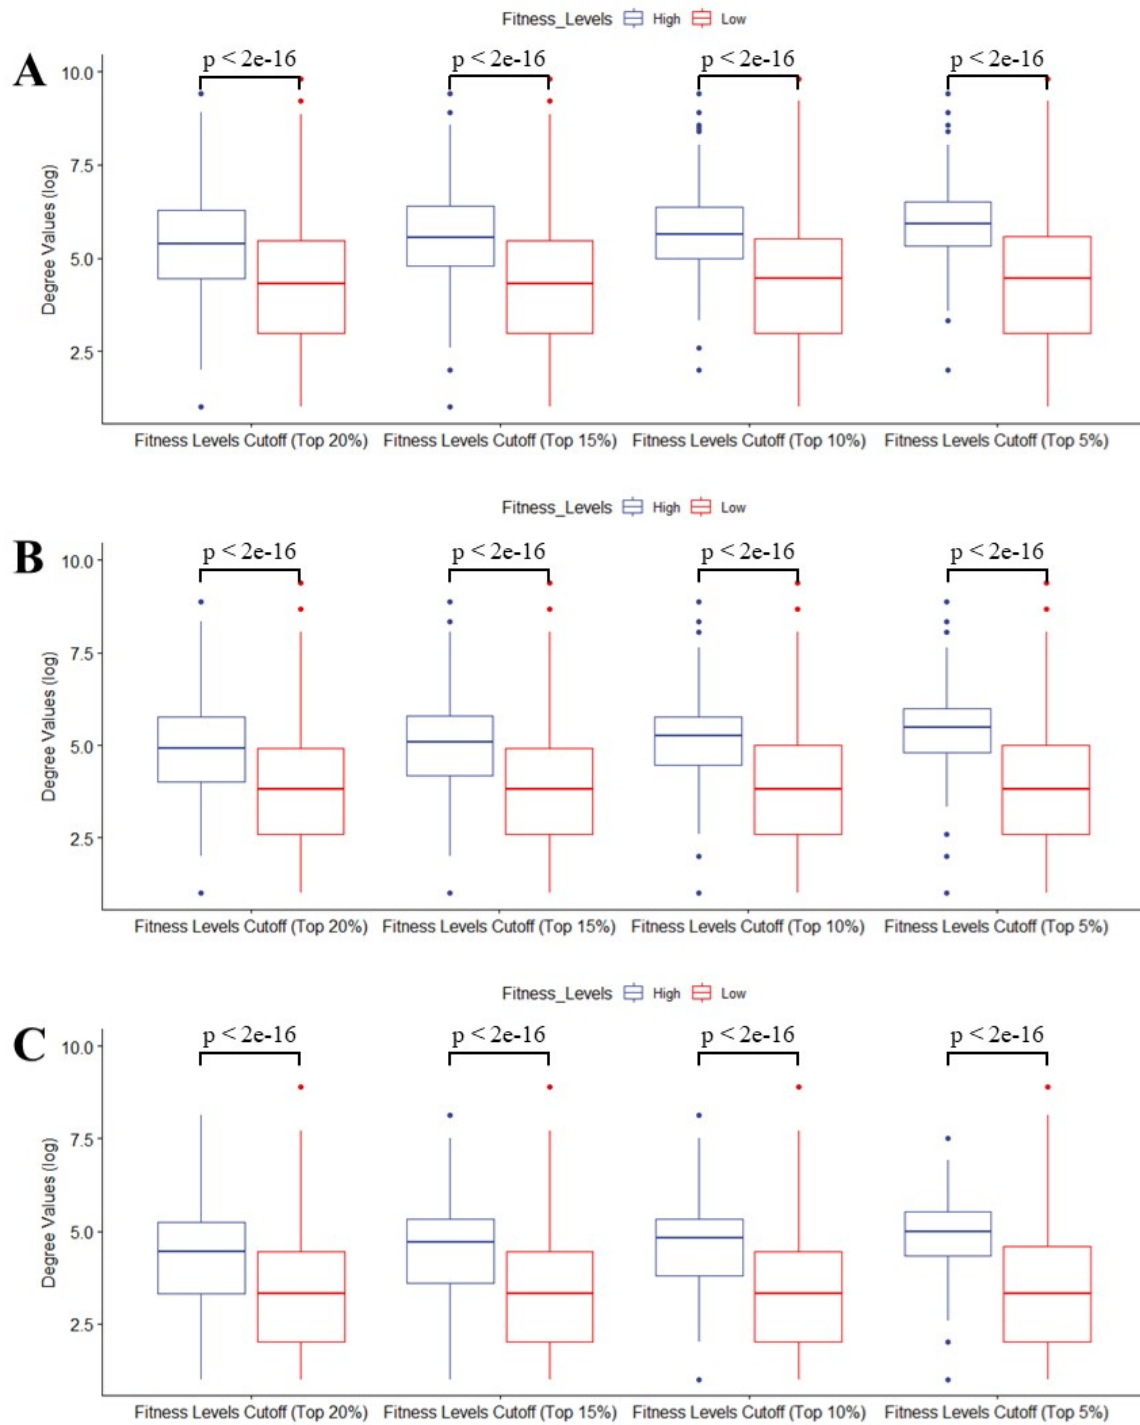 Fitness_Levels High Low
A
p < 2e-16 p < 2e-16 p < 2e-16 p < 2e-16
10.0
7.5
5.0
2.5
Degree Values (log)
Fitness Levels Cutoff (Top 20%) Fitness Levels Cutoff (Top 15%) Fitness Levels Cutoff (Top 10%) Fitness Levels Cutoff (Top 5%)
Fitness_Levels High Low
B
p < 2e-16 p < 2e-16 p < 2e-16 p < 2e-16
10.0
7.5
5.0
2.5
Degree Values (log)
Fitness Levels Cutoff (Top 20%) Fitness Levels Cutoff (Top 15%) Fitness Levels Cutoff (Top 10%) Fitness Levels Cutoff (Top 5%)
Fitness_Levels High Low
C
p < 2e-16 p < 2e-16 p < 2e-16 p < 2e-16
10.0
7.5
5.0
2.5
Degree Values (log)
Fitness Levels Cutoff (Top 20%) Fitness Levels Cutoff (Top 15%) Fitness Levels Cutoff (Top 10%) Fitness Levels Cutoff (Top 5%)